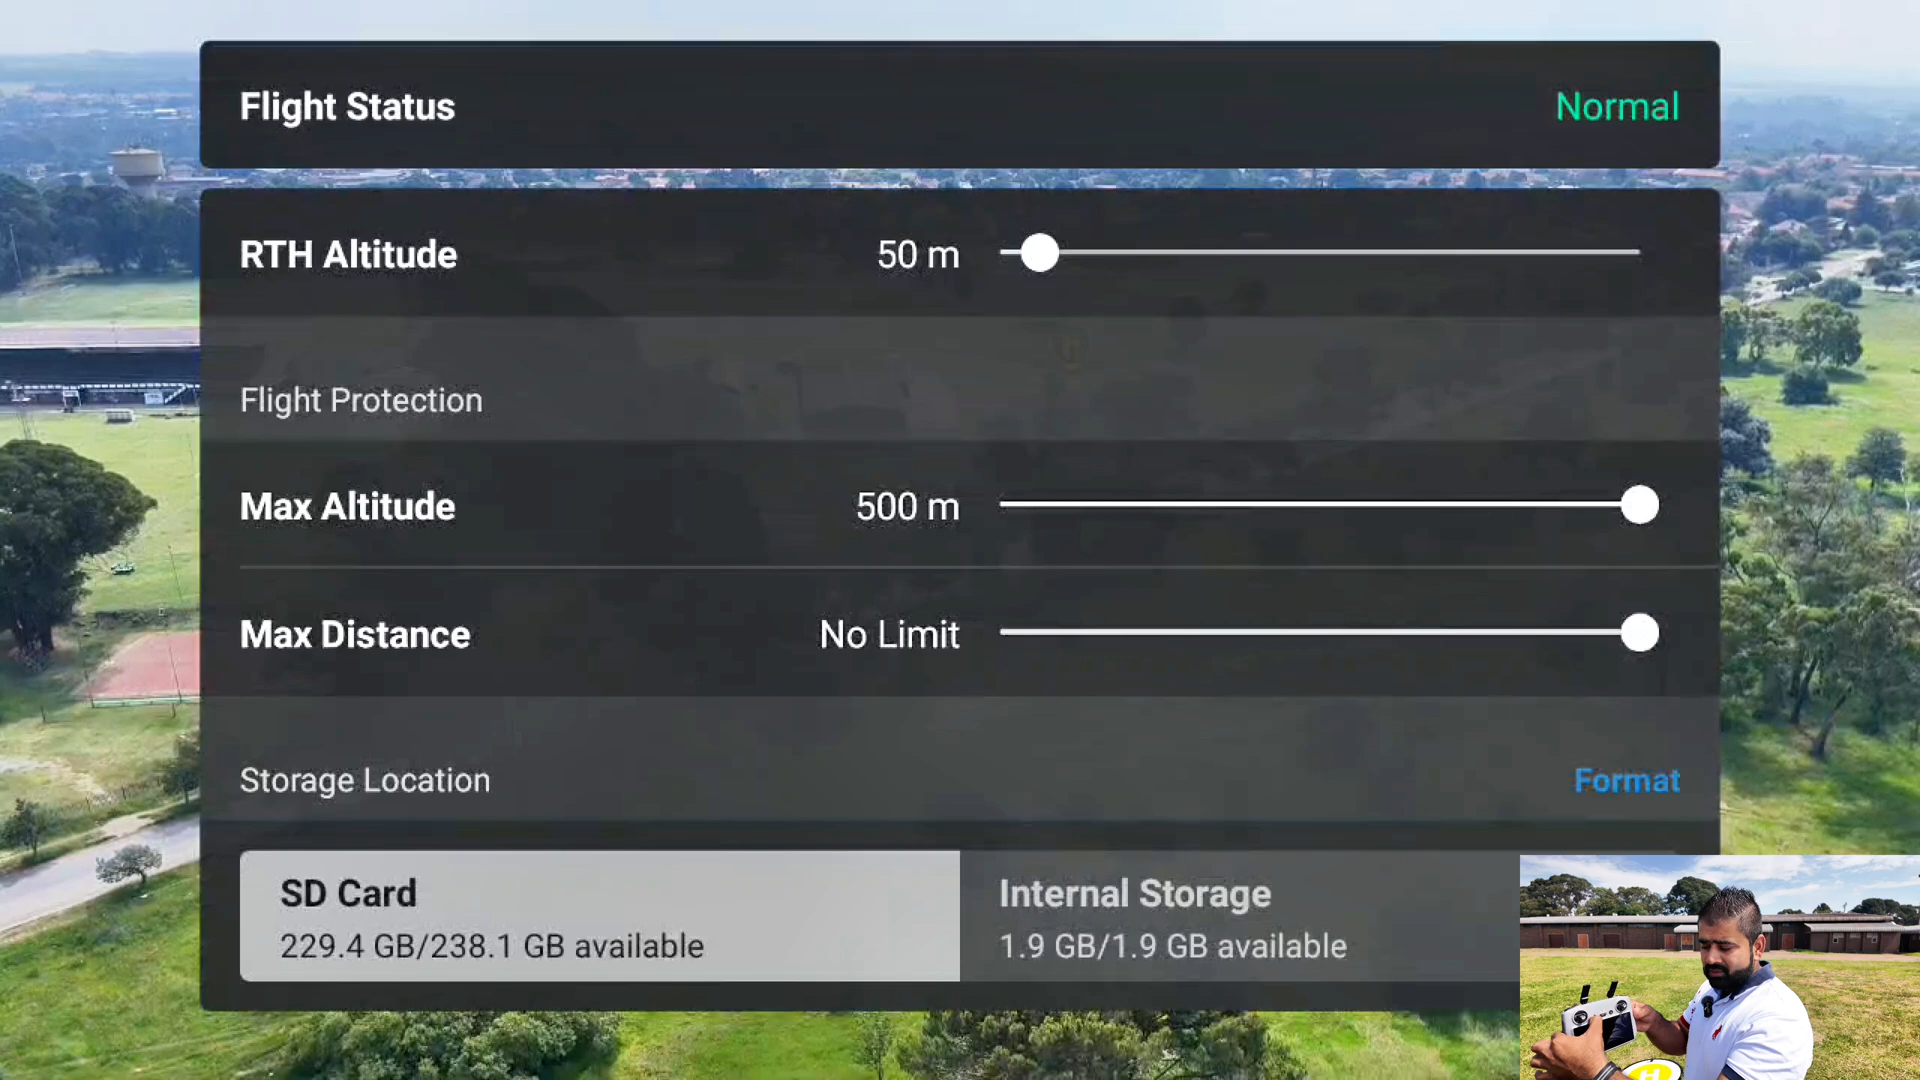 Flight Status
Normal
RTH Altitude
50 m
Flight Protection
Max Altitude
500 m
Max Distance
No Limit
Storage Location
Format
SD Card
229.4 GB/238.1 GB available
Internal Storage
1.9 GB/1.9 GB available
H